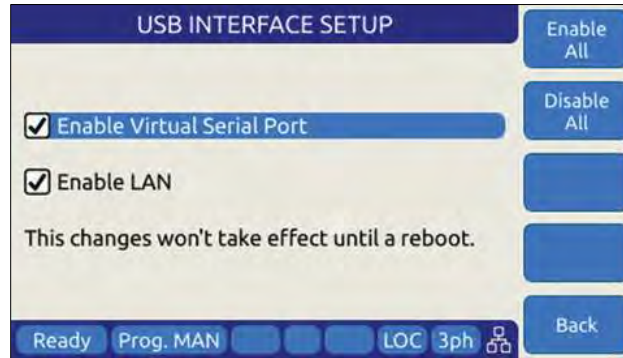 USB INTERFACE SETUP
Enable Virtual Serial Port
Enable LAN
This changes won't take effect until a reboot.
Enable
All
Disable
All
Back
Ready Prog. MAN LOC 3ph